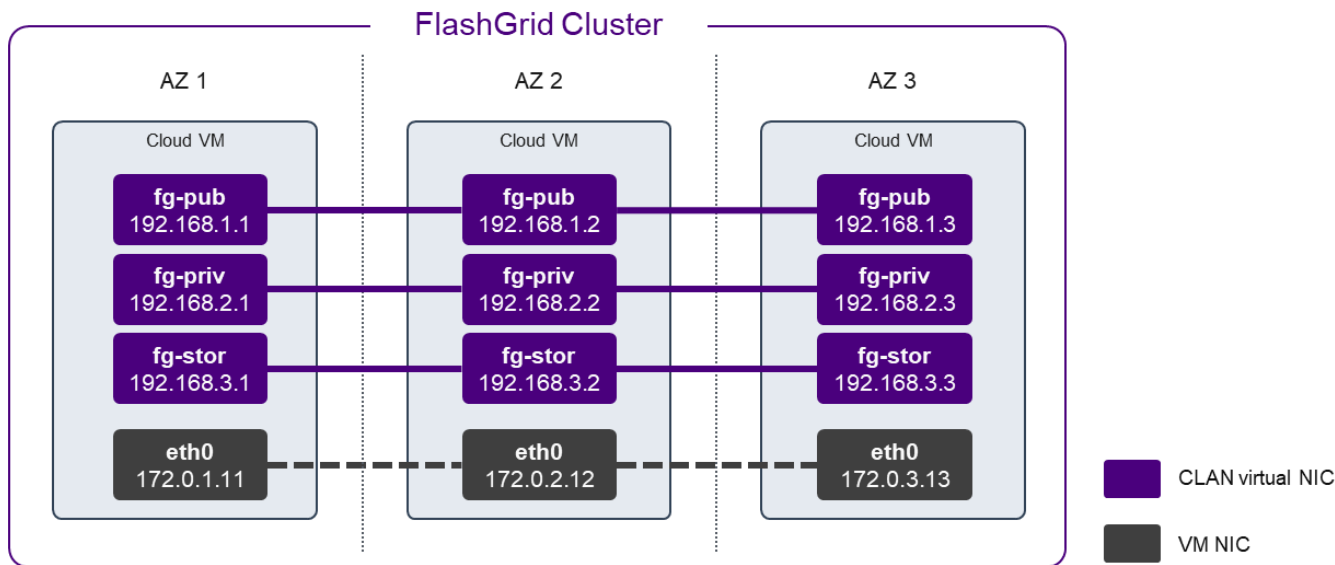 FlashGrid Cluster
AZ 1
AZ 2
AZ 3
Cloud VM
Cloud VM
Cloud VM
fg-pub
192.168.1.1
fg-pub
192.168.1.2
fg-pub
192.168.1.3
fg-priv
192.168.2.1
fg-priv
192.168.2.2
fg-priv
192.168.2.3
fg-stor
192.168.3.1
fg-stor
192.168.3.2
fg-stor
192.168.3.3
eth0
172.0.1.11
eth0
172.0.2.12
eth0
172.0.3.13
CLAN virtual NIC
VM NIC